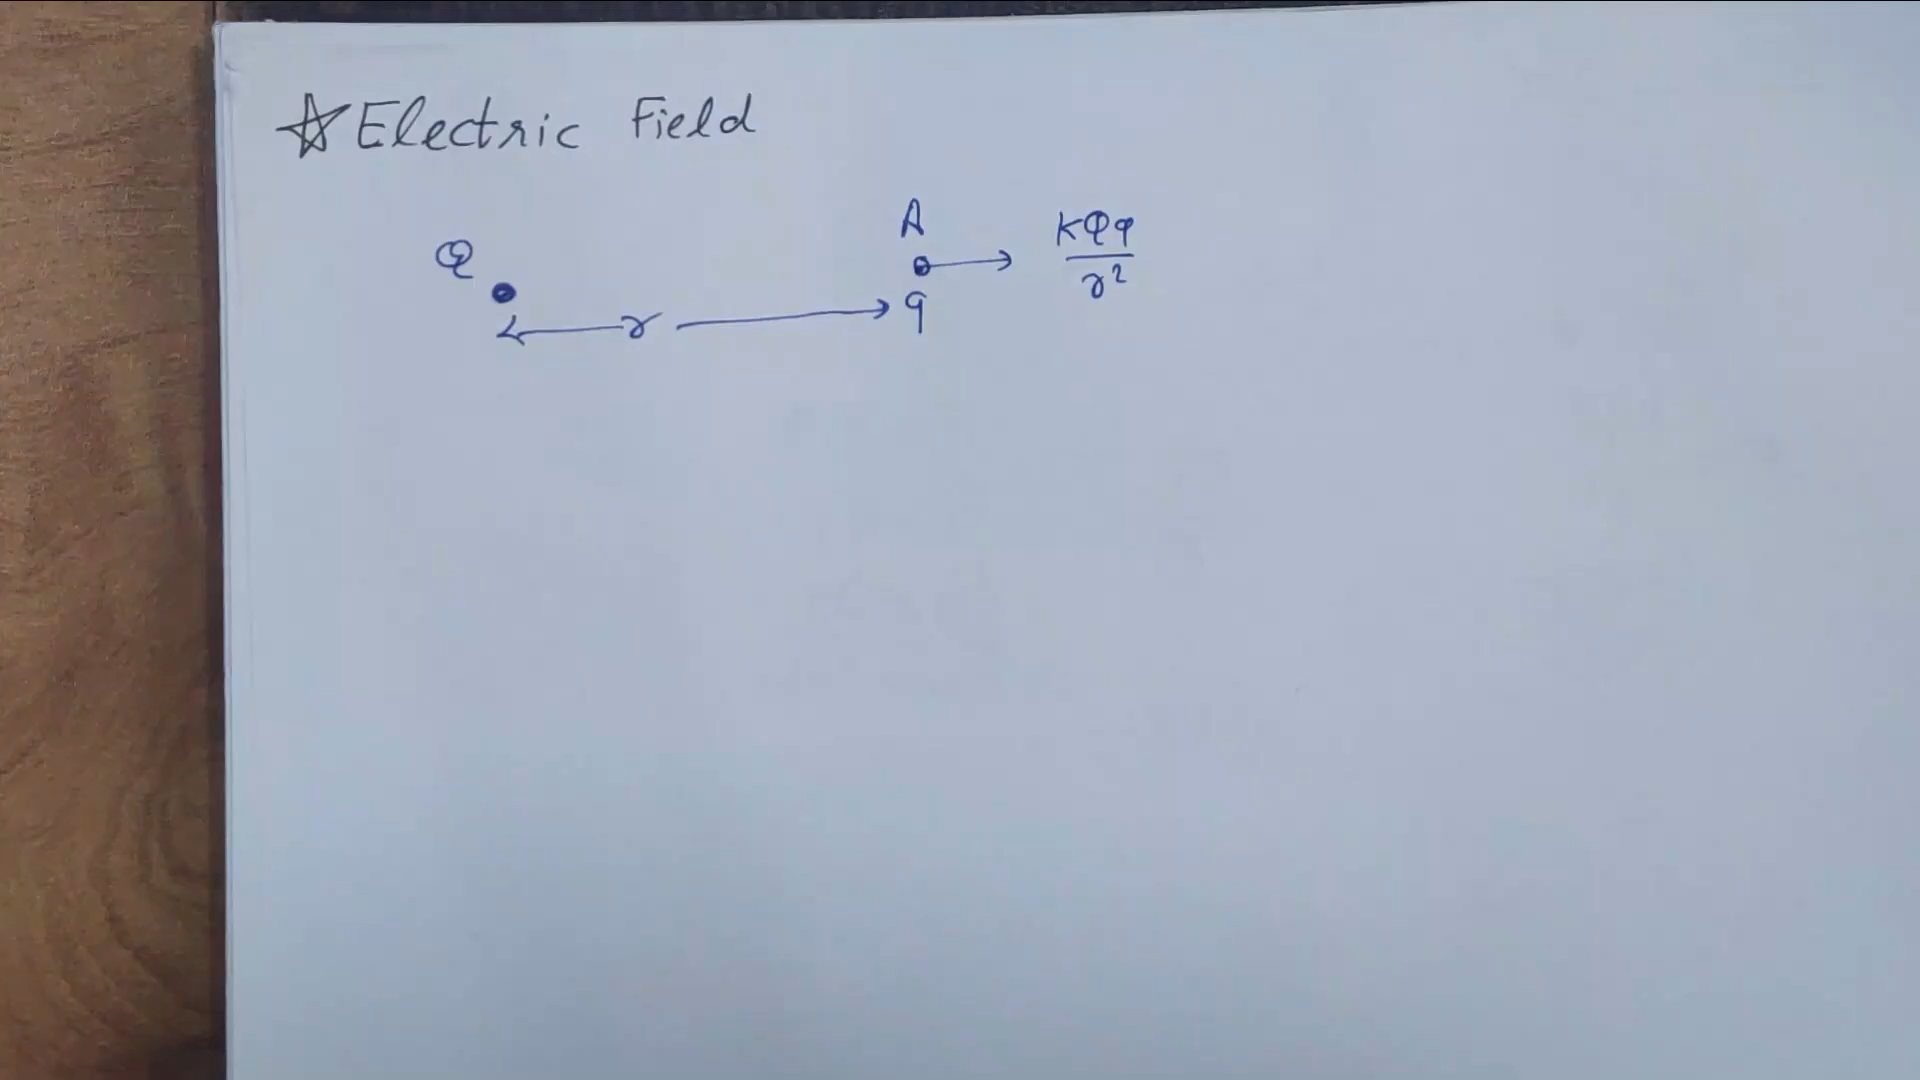 ☆ Electric Field
Q
A
kQq
r²
r
q